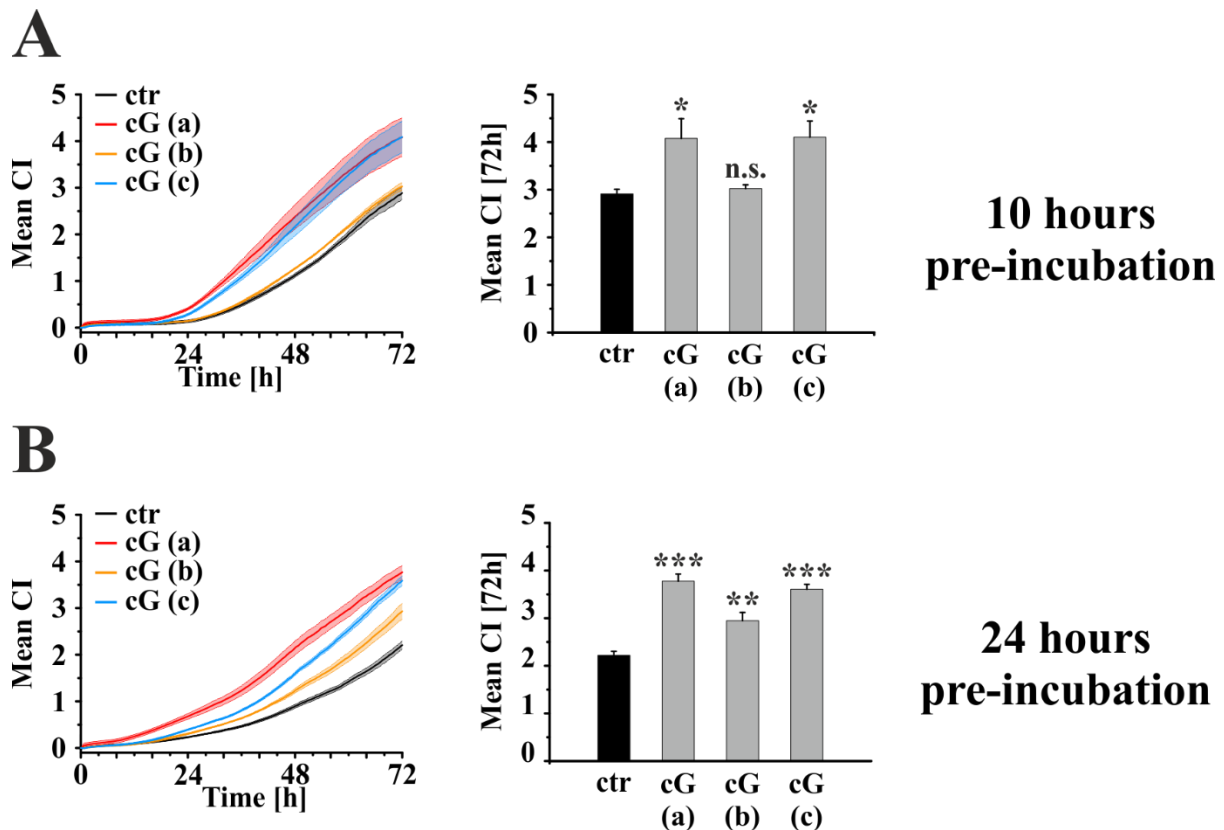 A
5
4
3
2
1
0
Mean CI
ctr
cG (a)
cG (b)
cG (c)
0 24 48 72
Time [h]
5
4
3
2
1
0
Mean CI [72h]
* n.s. *
ctr cG cG cG
(a) (b) (c)
10 hours
pre-incubation
B
5
4
3
2
1
0
Mean CI
ctr
cG (a)
cG (b)
cG (c)
0 24 48 72
Time [h]
5
4
3
2
1
0
Mean CI [72h]
*** ** ***
ctr cG cG cG
(a) (b) (c)
24 hours
pre-incubation